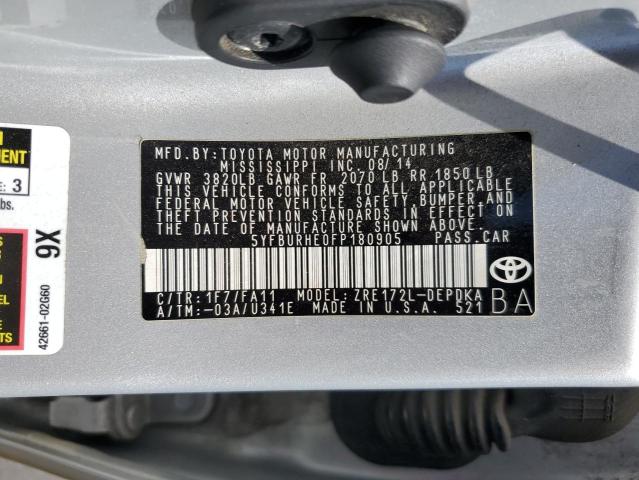 MFD.BY:TOYOTA MOTOR MANUFACTURING
MISSISSIPPI INC. 08/14
GVWR 3820LB GAWR FR 2070 LB RR 1850 LB
THIS VEHICLE CONFORMS TO ALL APPLICABLE
FEDERAL MOTOR VEHICLE SAFETY, BUMPER, AND
THEFT PREVENTION STANDARDS IN EFFECT ON
THE DATE OF MANUFACTURE SHOWN ABOVE.
5YFBURHE0FP180905 PASS.CAR
C/TR: 1F7/FA11 MODEL: ZRE172L-DEPDKA
A/TM:-03A/U341E MADE IN U.S.A. 521
BA
3
9X
42661-02G60